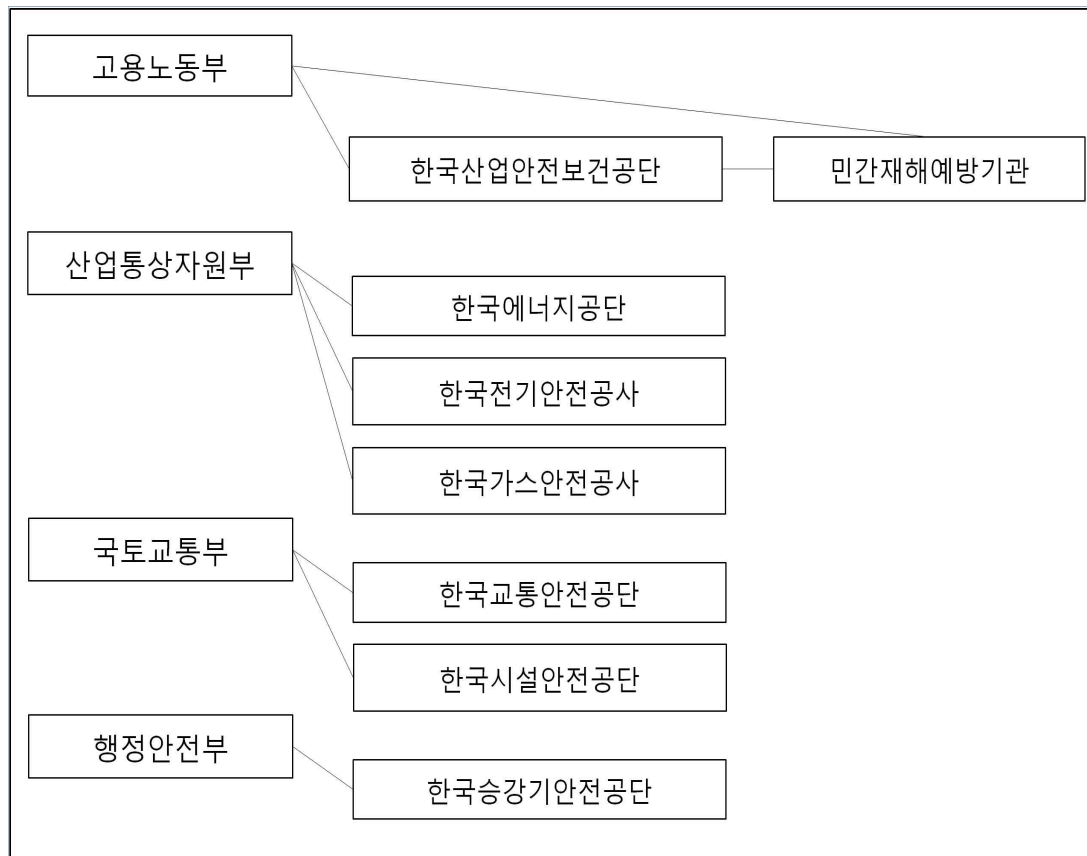 고용노동부
한국산업안전보건공단
민간재해예방기관
산업통상자원부
한국에너지공단
한국전기안전공사
한국가스안전공사
국토교통부
한국교통안전공단
한국시설안전공단
행정안전부
한국승강기안전공단